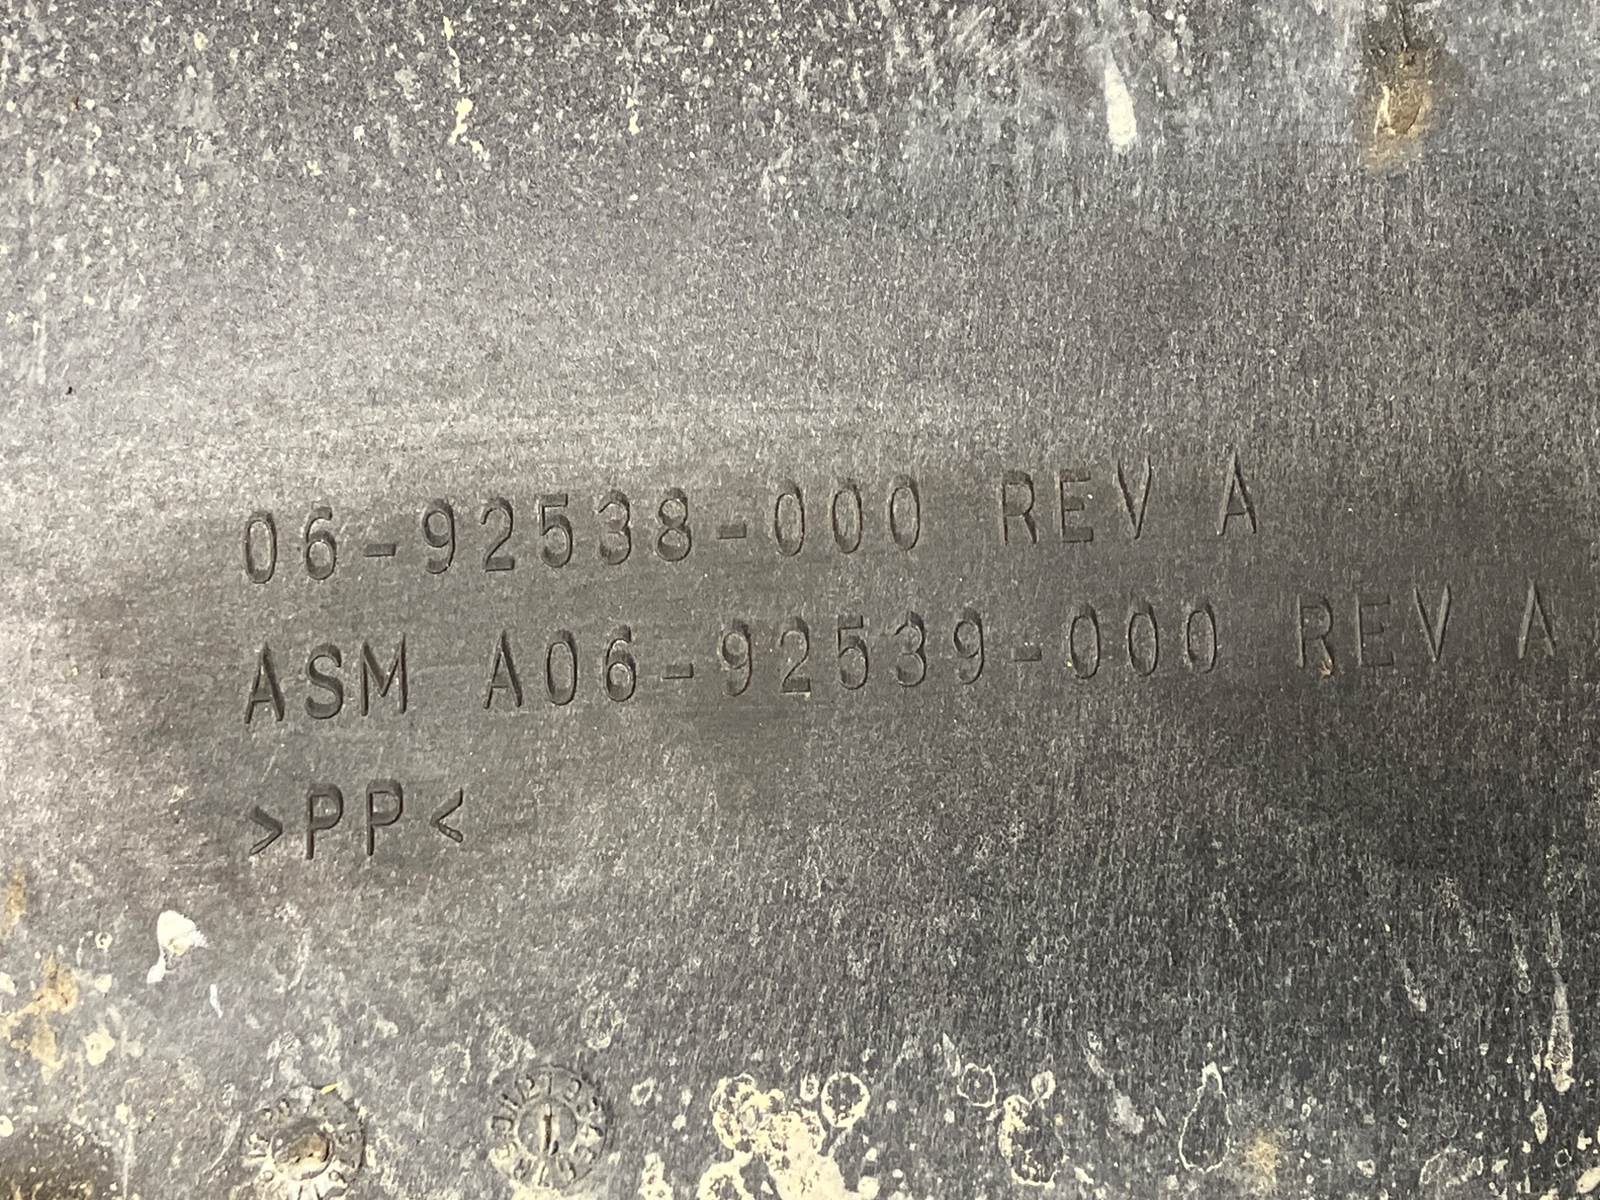 06-92538-000 REV A
ASM A06-92539-000 REV A
>PP<